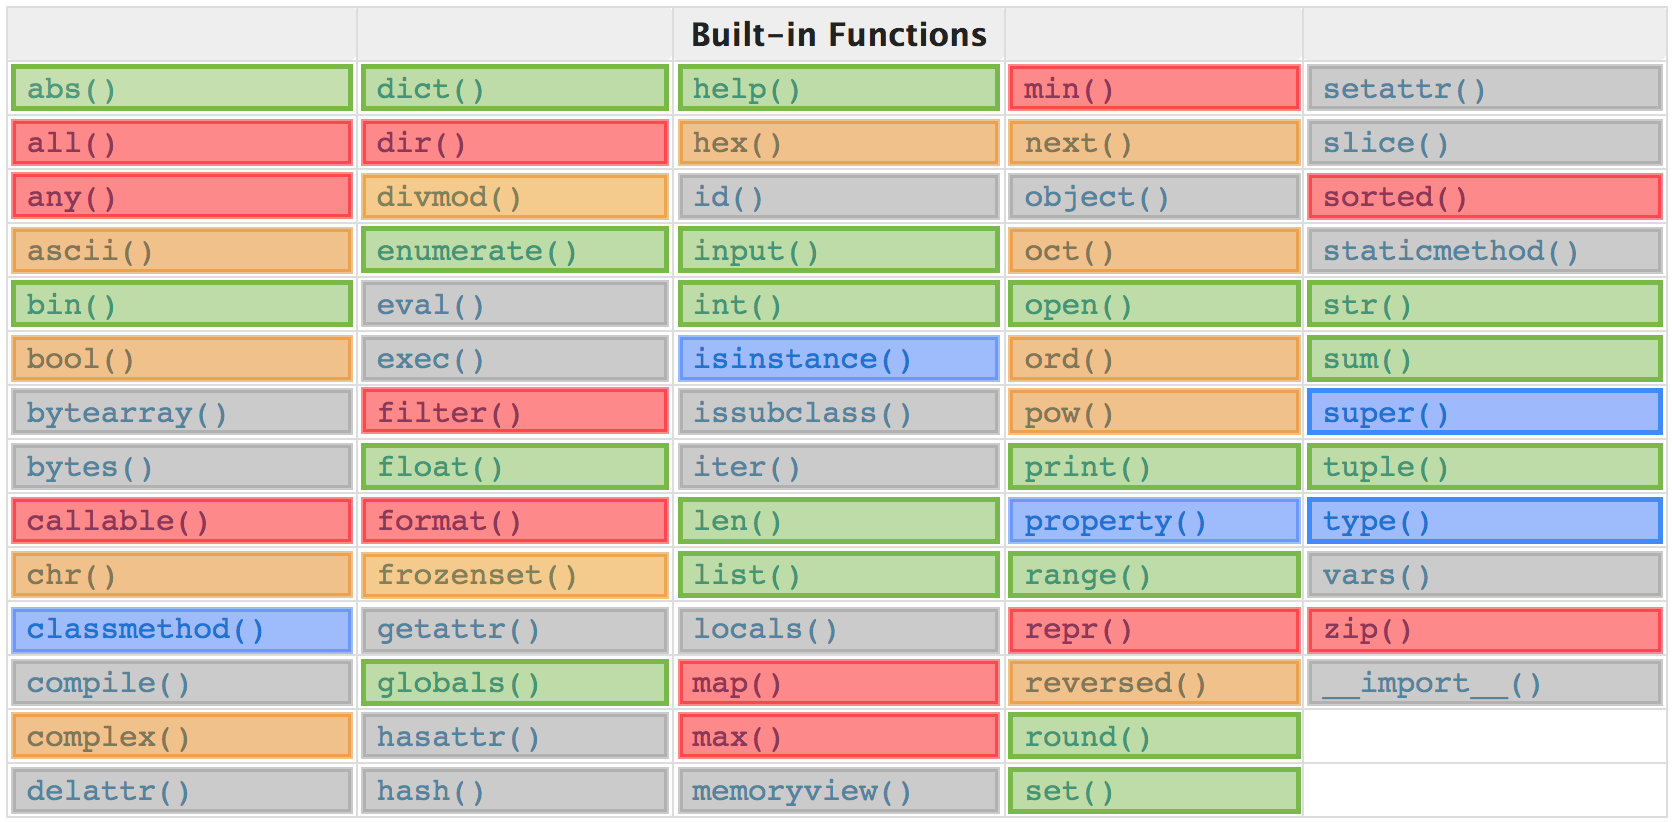 Built-in Functions
abs() dict() help() min() setattr()
all() dir() hex() next() slice()
any() divmod() id() object() sorted()
ascii() enumerate() input() oct() staticmethod()
bin() eval() int() open() str()
bool() exec() isinstance() ord() sum()
bytearray() filter() issubclass() pow() super()
bytes() float() iter() print() tuple()
callable() format() len() property() type()
chr() frozenset() list() range() vars()
classmethod() getattr() locals() repr() zip()
compile() globals() map() reversed() __import__()
complex() hasattr() max() round()
delattr() hash() memoryview() set()